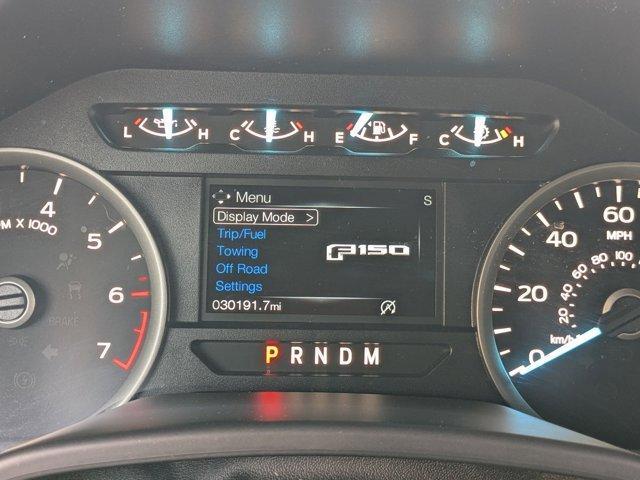 L H C H E F C H
Menu S
Display Mode >
Trip/Fuel
Towing
Off Road
Settings
F150
030191.7mi
P R N D M
4
5
6
7
X 1000
BRAKE
60
MPH
40
20
0
20 40 60 80 100
km/h